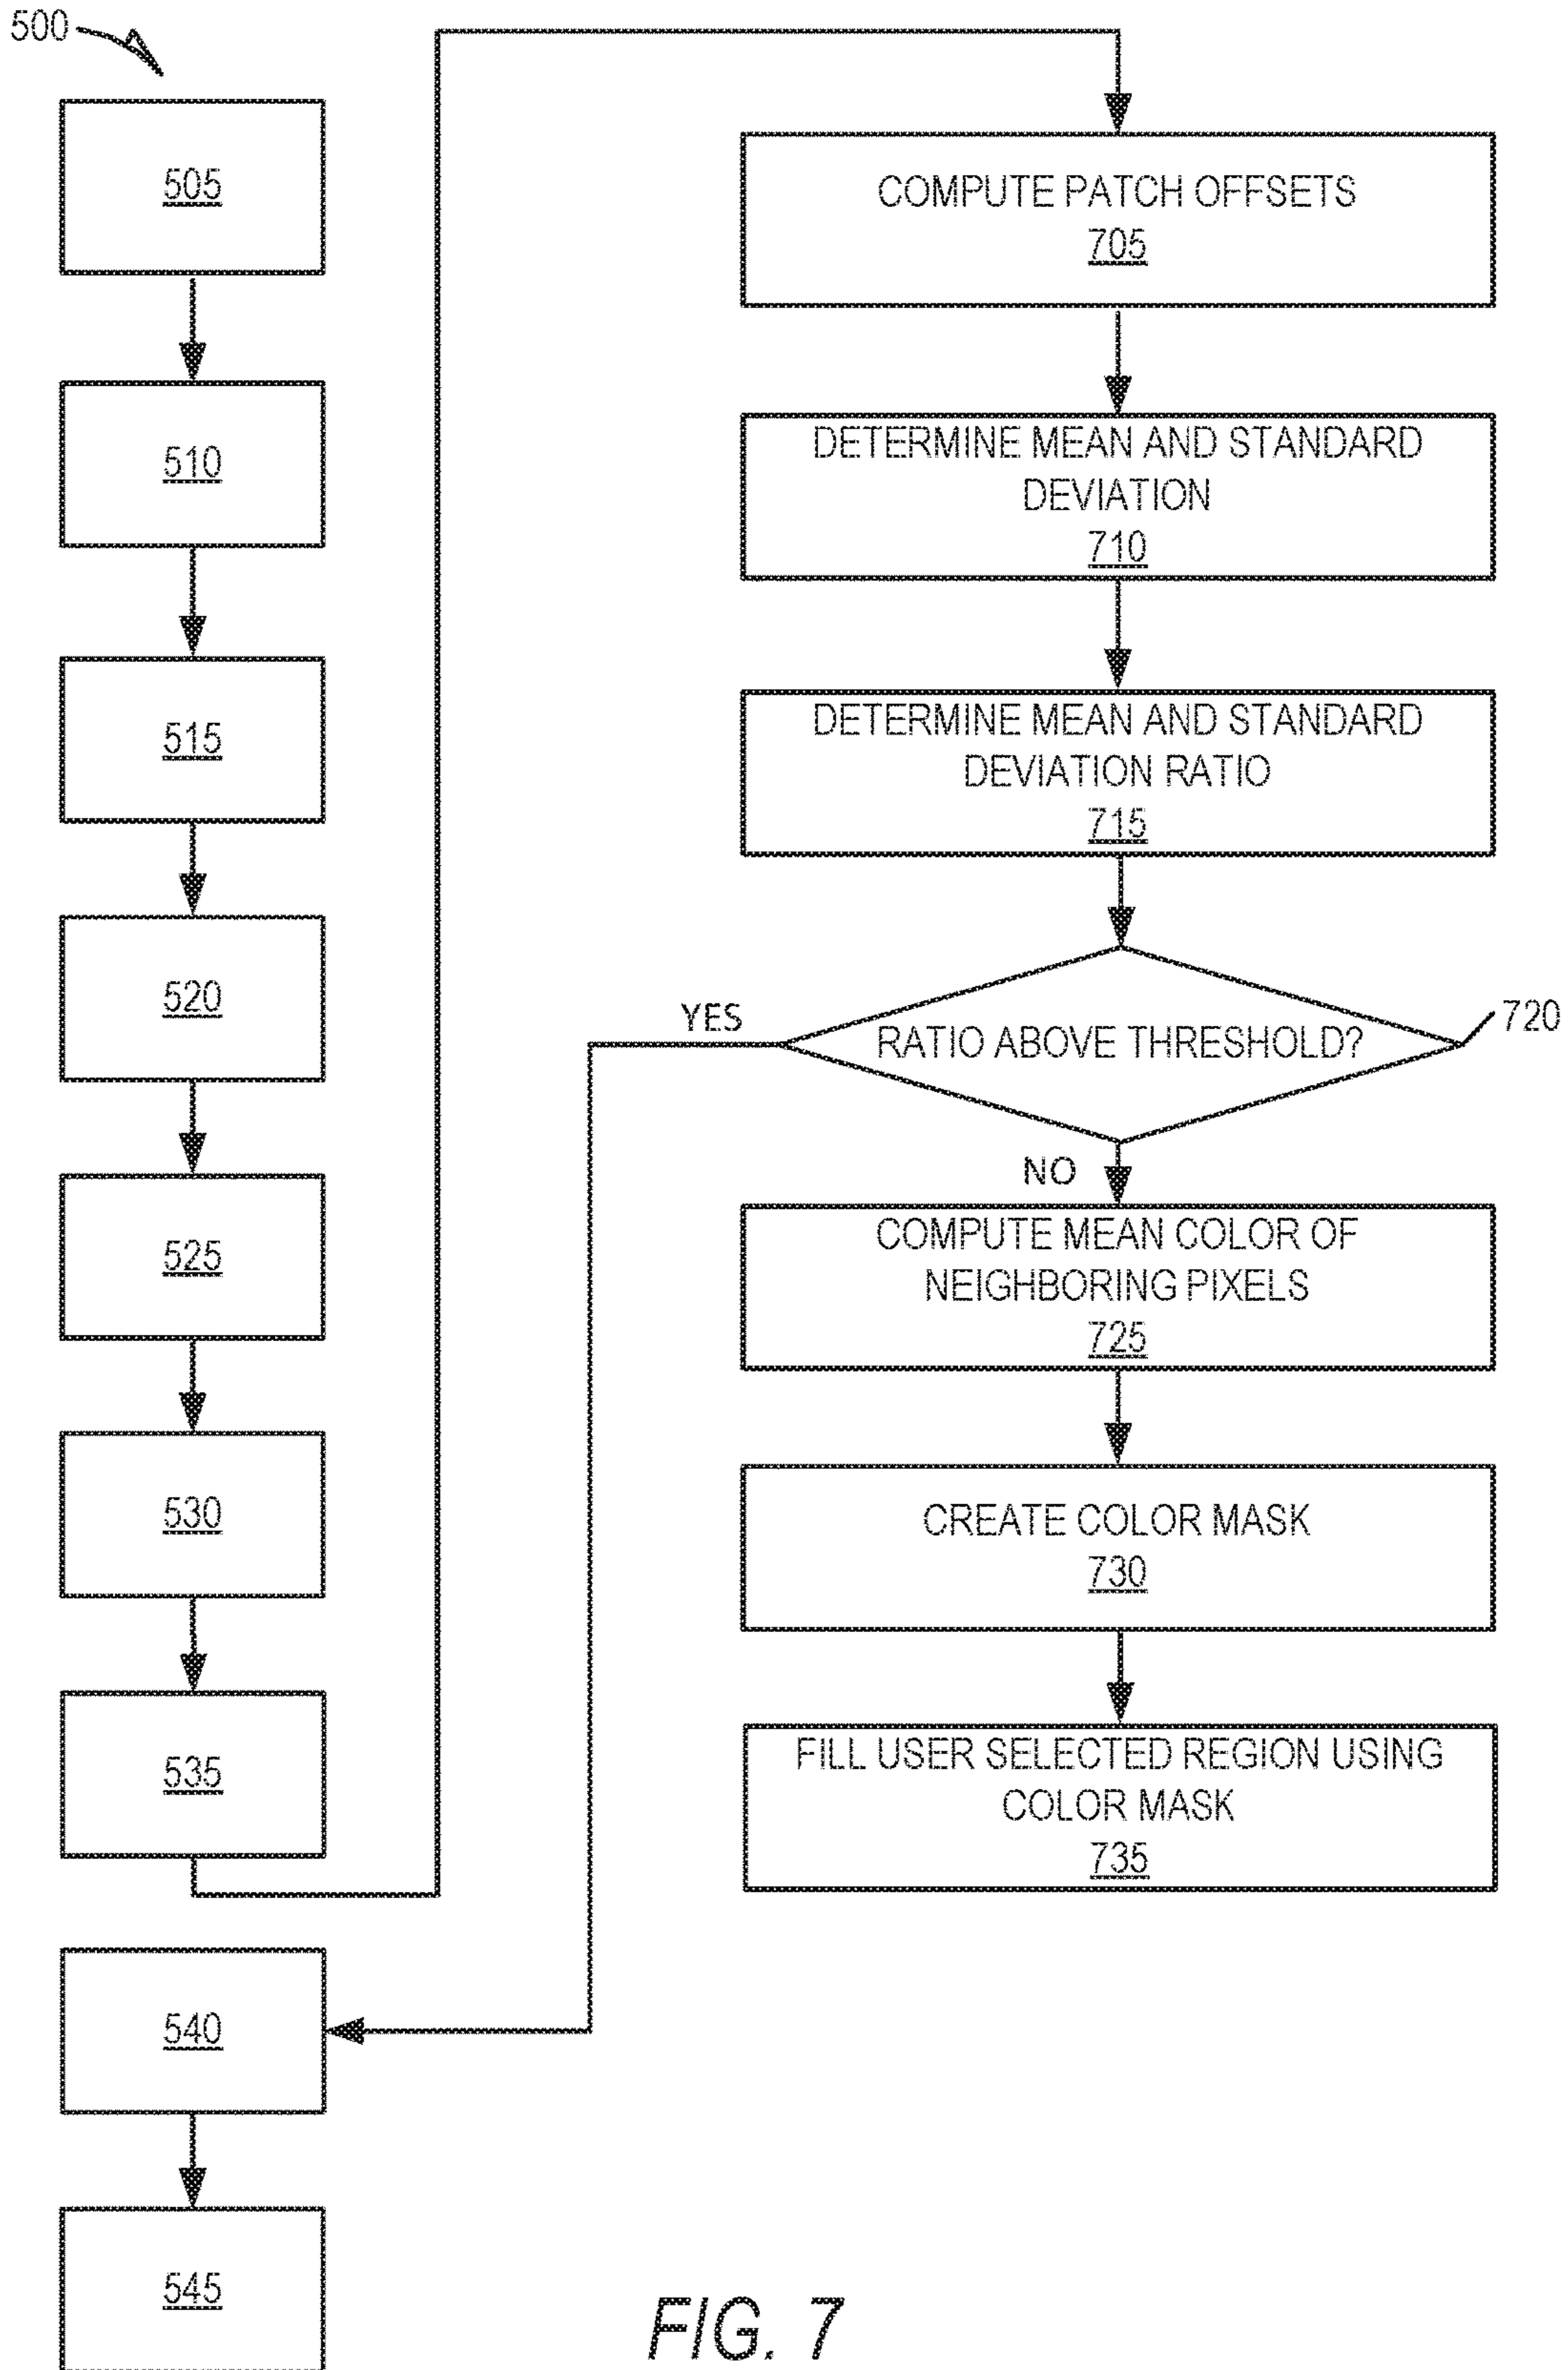 500
505
510
515
520
525
530
535
540
545
COMPUTE PATCH OFFSETS
705
DETERMINE MEAN AND STANDARD
DEVIATION
710
DETERMINE MEAN AND STANDARD
DEVIATION RATIO
715
YES
RATIO ABOVE THRESHOLD?
720
NO
COMPUTE MEAN COLOR OF
NEIGHBORING PIXELS
725
CREATE COLOR MASK
730
FILL USER SELECTED REGION USING
COLOR MASK
735
FIG. 7